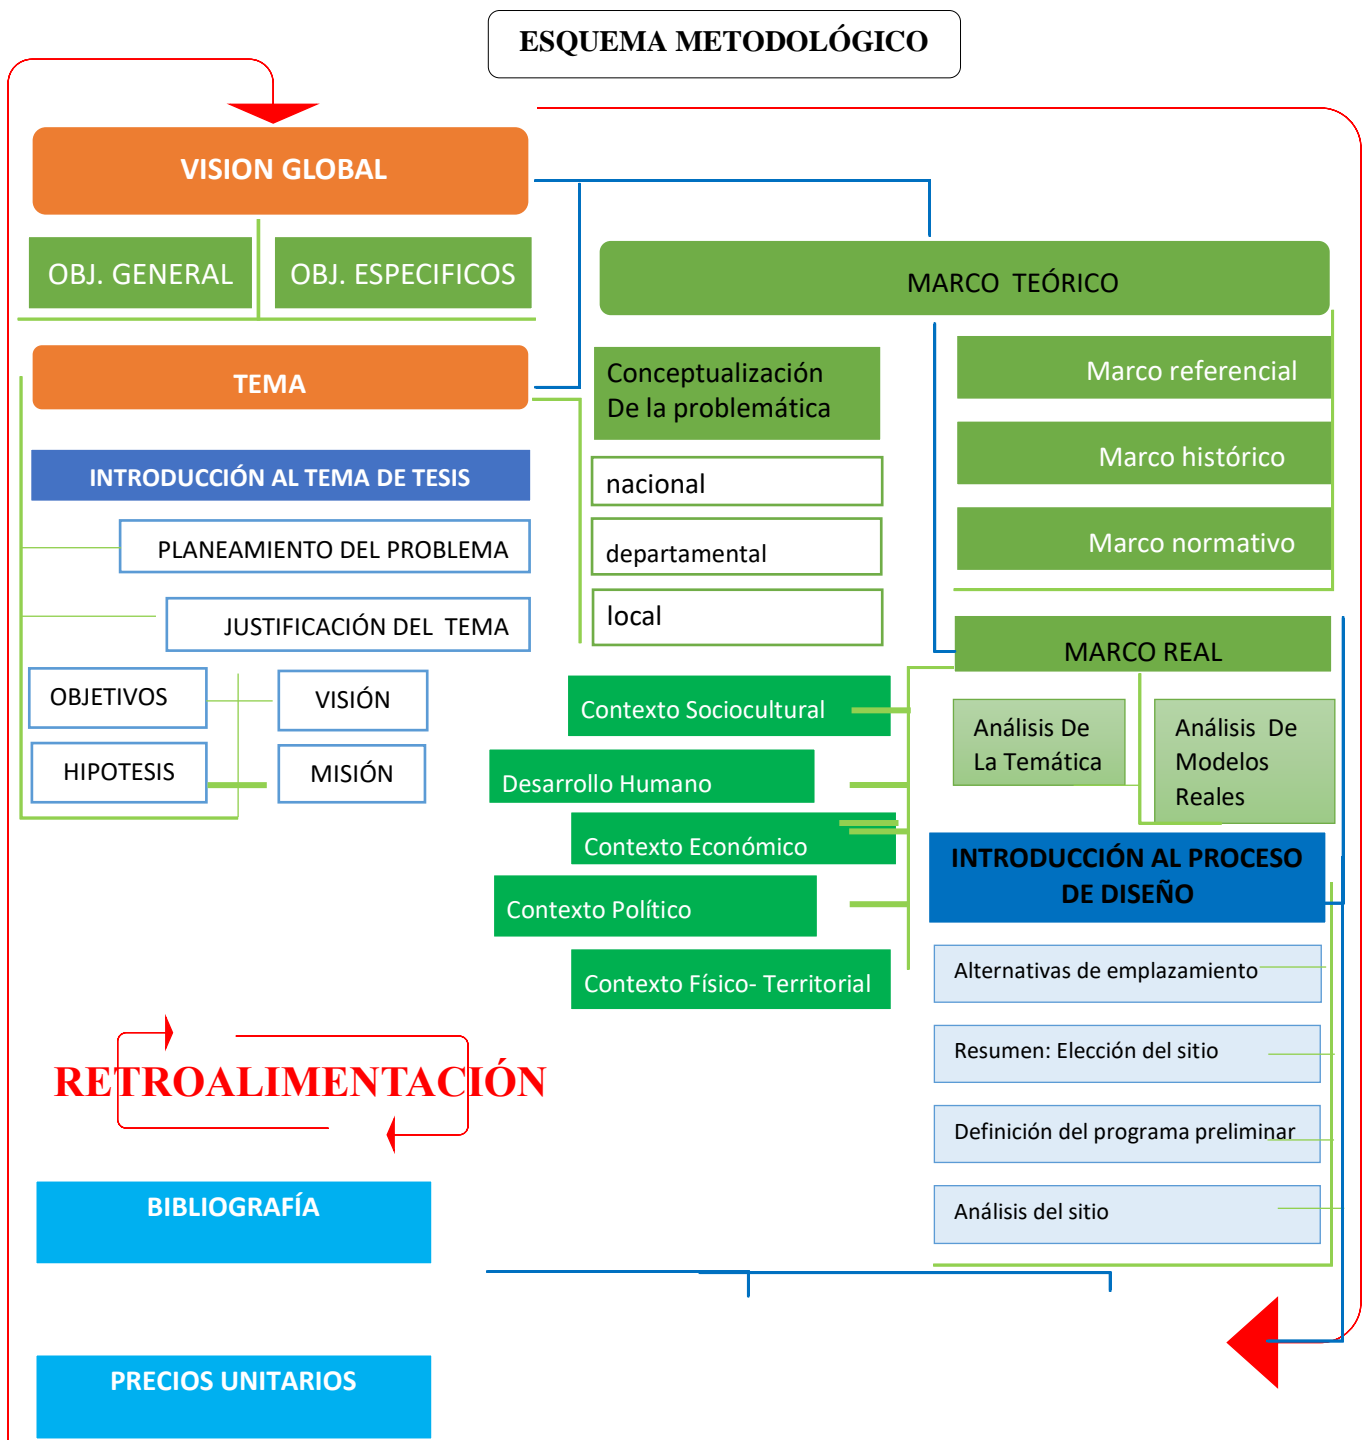 ESQUEMA METODOLÓGICO
VISION GLOBAL
OBJ. GENERAL
OBJ. ESPECIFICOS
TEMA
INTRODUCCIÓN AL TEMA DE TESIS
PLANEAMIENTO DEL PROBLEMA
JUSTIFICACIÓN DEL TEMA
OBJETIVOS
VISIÓN
HIPOTESIS
MISIÓN
MARCO TEÓRICO
Conceptualización
De la problemática
nacional
departamental
local
Marco referencial
Marco histórico
Marco normativo
MARCO REAL
Análisis De
La Temática
Análisis De
Modelos
Reales
Contexto Sociocultural
Desarrollo Humano
Contexto Económico
Contexto Político
Contexto Físico- Territorial
INTRODUCCIÓN AL PROCESO
DE DISEÑO
Alternativas de emplazamiento
Resumen: Elección del sitio
Definición del programa preliminar
Análisis del sitio
RETROALIMENTACIÓN
BIBLIOGRAFÍA
PRECIOS UNITARIOS